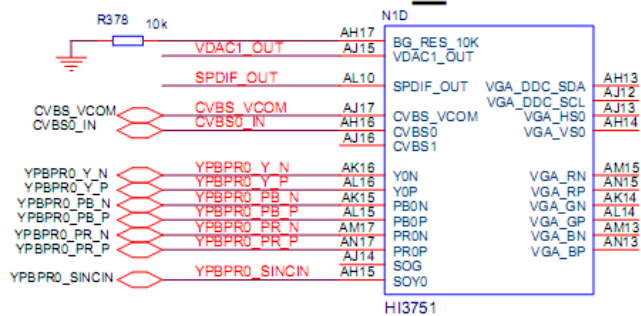 N1D
R378 10k
AH17 BG_RES_10K
VDAC1_OUT AJ15 VDAC1_OUT
SPDIF_OUT AL10 SPDIF_OUT VGA_DDC_SDA AH13
VGA_DDC_SCL AJ12
CVBS_VCOM CVBS_VCOM AJ17 CVBS_VCOM VGA_HS0 AJ13
CVBS0_IN CVBS0_IN AH16 CVBS0 VGA_VS0 AH14
AJ16 CVBS1
YPBPR0_Y_N YPBPR0_Y_N AK16 Y0N VGA_RN AM15
YPBPR0_Y_P YPBPR0_Y_P AL16 Y0P VGA_RP AN15
YPBPR0_PB_N YPBPR0_PB_N AK15 PB0N VGA_GN AK14
YPBPR0_PB_P YPBPR0_PB_P AL15 PB0P VGA_GP AL14
YPBPR0_PR_N YPBPR0_PR_N AM17 PR0N VGA_BN AM13
YPBPR0_PR_P YPBPR0_PR_P AN17 PR0P VGA_BP AN13
AJ14 SOG
YPBPR0_SINCIN YPBPR0_SINCIN AH15 SOY0
HI3751